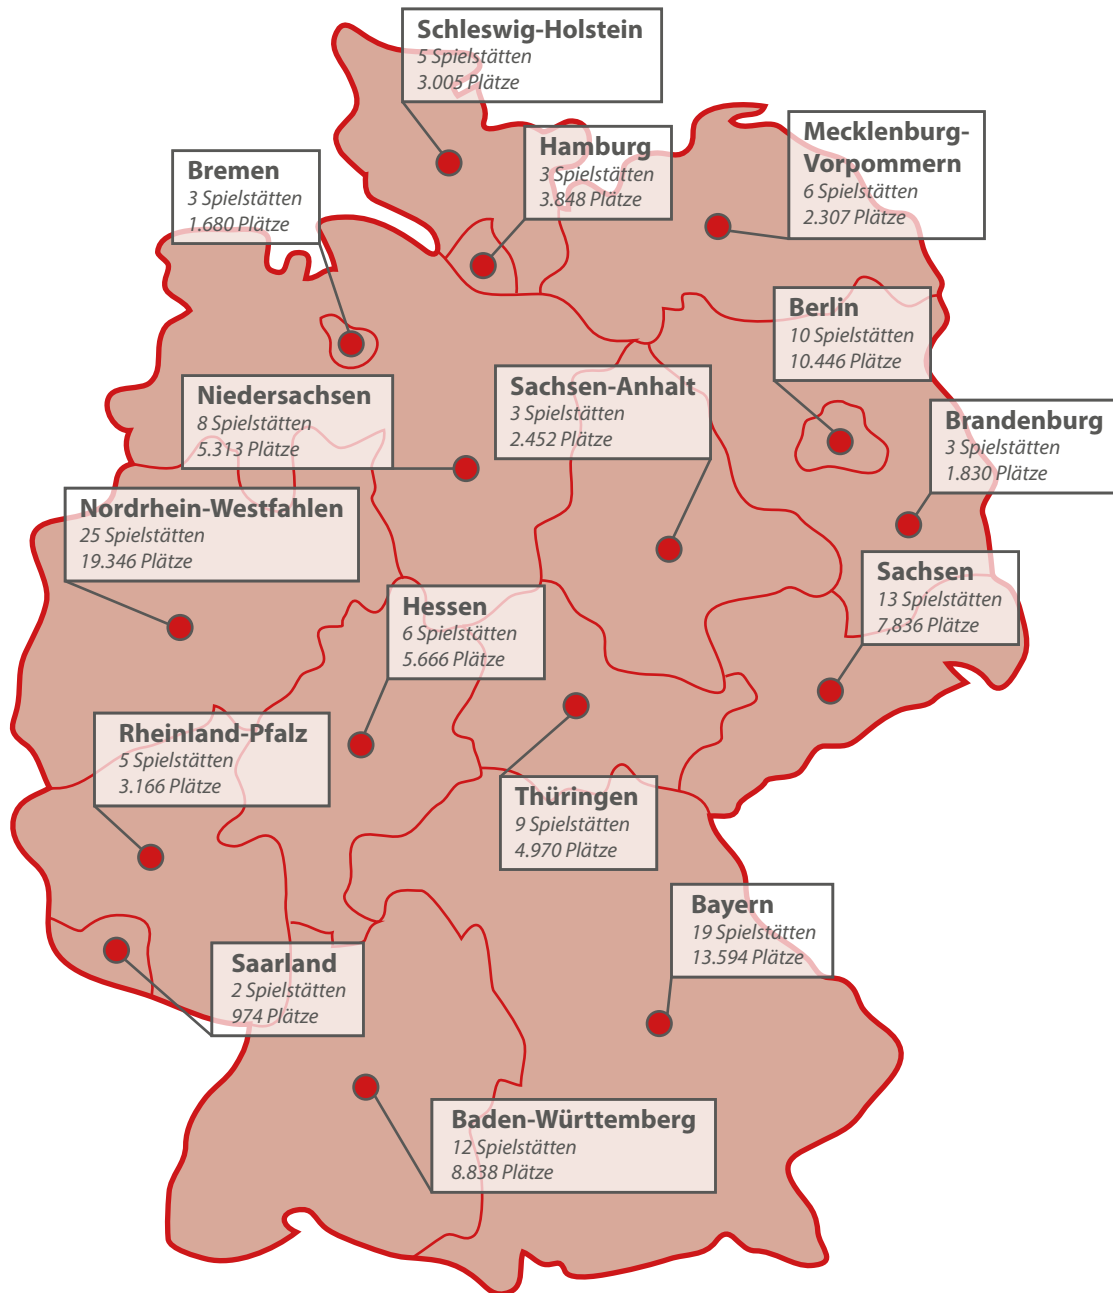 Schleswig-Holstein
5 Spielstätten
3.005 Plätze
Mecklenburg-
Vorpommern
6 Spielstätten
2.307 Plätze
Hamburg
3 Spielstätten
3.848 Plätze
Bremen
3 Spielstätten
1.680 Plätze
Berlin
10 Spielstätten
10.446 Plätze
Niedersachsen
8 Spielstätten
5.313 Plätze
Sachsen-Anhalt
3 Spielstätten
2.452 Plätze
Brandenburg
3 Spielstätten
1.830 Plätze
Nordrhein-Westfahlen
25 Spielstätten
19.346 Plätze
Sachsen
13 Spielstätten
7,836 Plätze
Hessen
6 Spielstätten
5.666 Plätze
Rheinland-Pfalz
5 Spielstätten
3.166 Plätze
Thüringen
9 Spielstätten
4.970 Plätze
Bayern
19 Spielstätten
13.594 Plätze
Saarland
2 Spielstätten
974 Plätze
Baden-Württemberg
12 Spielstätten
8.838 Plätze